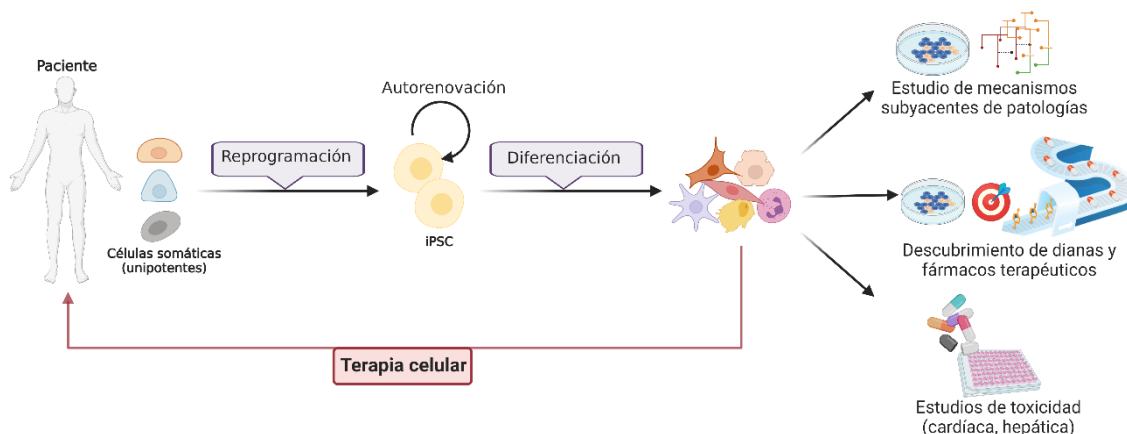 Paciente
Células somáticas
(unipotentes)
Reprogramación
Autorenovación
iPSC
Diferenciación
Estudio de mecanismos
subyacentes de patologías
Descubrimiento de dianas y
fármacos terapéuticos
Estudios de toxicidad
(cardíaca, hepática)
Terapia celular